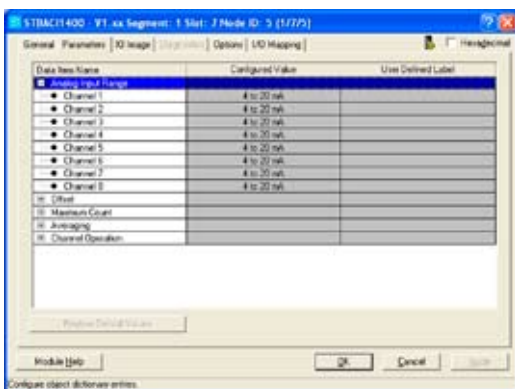 STBACI1400 - V1.xx Segment: 1 Slot: 7 Node ID: 5 (1/7/5)
General Parameters IO Image Diagnostics Options I/O Mapping Hexadecimal
Data Item Name Configured Value User Defined Label
Analog Input Range
Channel 1 4 to 20 mA
Channel 2 4 to 20 mA
Channel 3 4 to 20 mA
Channel 4 4 to 20 mA
Channel 5 4 to 20 mA
Channel 6 4 to 20 mA
Channel 7 4 to 20 mA
Channel 8 4 to 20 mA
Offset
Maximum Count
Averaging
Channel Operation
Restore Default Values
Module Help OK Cancel Apply
Configure object dictionary entries